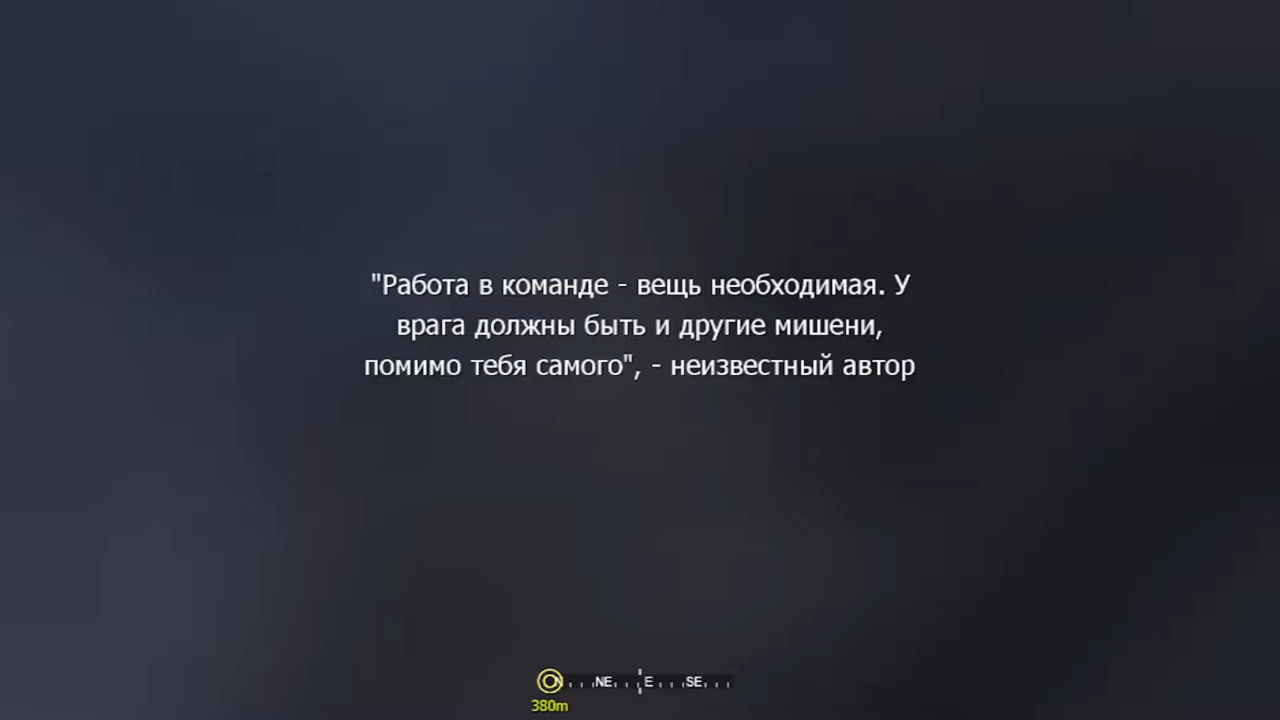 "Работа в команде - вещь необходимая. У
врага должны быть и другие мишени,
помимо тебя самого", - неизвестный автор
N NE E SE
380m